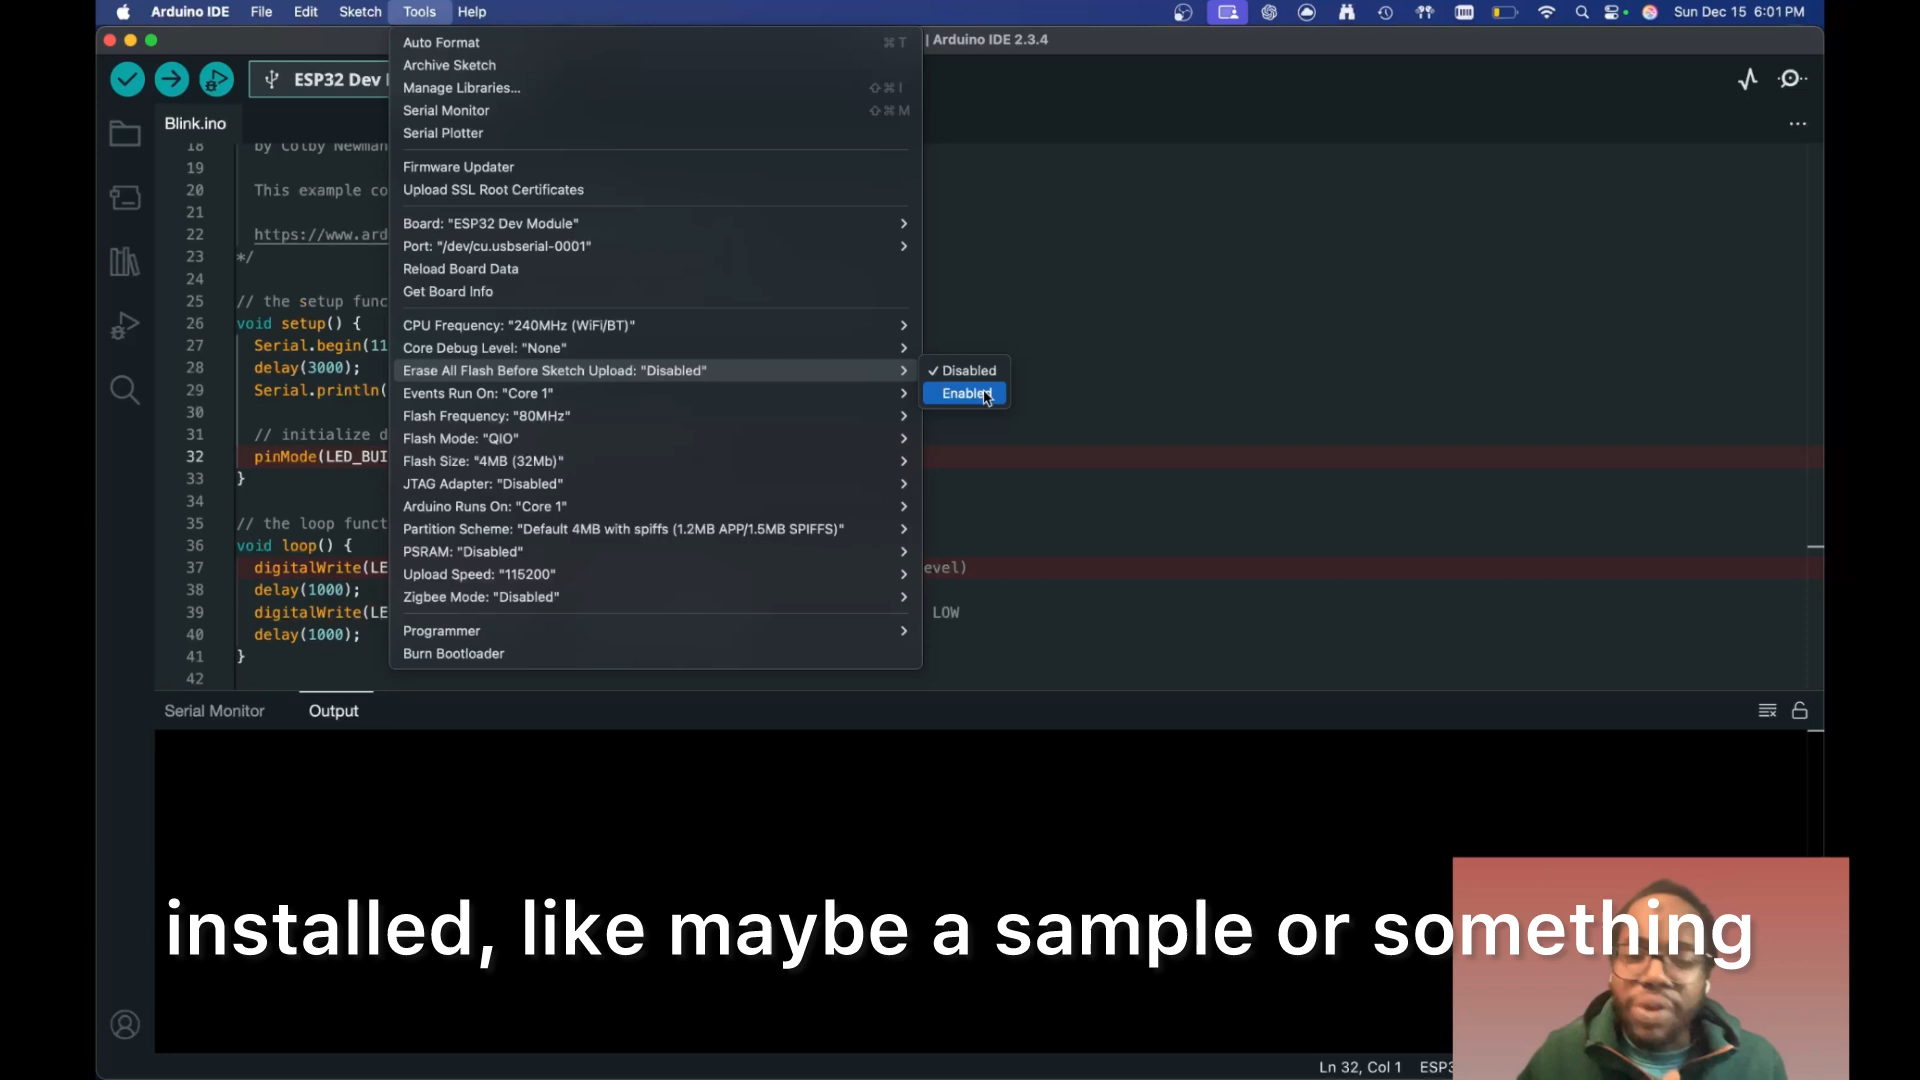 Arduino IDE File Edit Sketch Tools Help
Sun Dec 15 6:01 PM
| Arduino IDE 2.3.4
ESP32 Dev
Blink.ino
Auto Format ⌘ T
Archive Sketch
Manage Libraries... ⇧ ⌘ I
Serial Monitor ⇧ ⌘ M
Serial Plotter
Firmware Updater
Upload SSL Root Certificates
Board: "ESP32 Dev Module"
Port: "/dev/cu.usbserial-0001"
Reload Board Data
Get Board Info
CPU Frequency: "240MHz (WiFi/BT)"
Core Debug Level: "None"
Erase All Flash Before Sketch Upload: "Disabled"
Events Run On: "Core 1"
Flash Frequency: "80MHz"
Flash Mode: "QIO"
Flash Size: "4MB (32Mb)"
JTAG Adapter: "Disabled"
Arduino Runs On: "Core 1"
Partition Scheme: "Default 4MB with spiffs (1.2MB APP/1.5MB SPIFFS)"
PSRAM: "Disabled"
Upload Speed: "115200"
Zigbee Mode: "Disabled"
Programmer
Burn Bootloader
✓ Disabled
Enabled
18 by Colby Newman
19
20 This example co
21
22 https://www.ard
23 */
24
25 // the setup func
26 void setup() {
27 Serial.begin(11
28 delay(3000);
29 Serial.println(
30
31 // initialize d
32 pinMode(LED_BUI
33 }
34
35 // the loop funct
36 void loop() {
37 digitalWrite(LE evel)
38 delay(1000);
39 digitalWrite(LE LOW
40 delay(1000);
41 }
42
Serial Monitor Output
installed, like maybe a sample or something
Ln 32, Col 1 ESP3